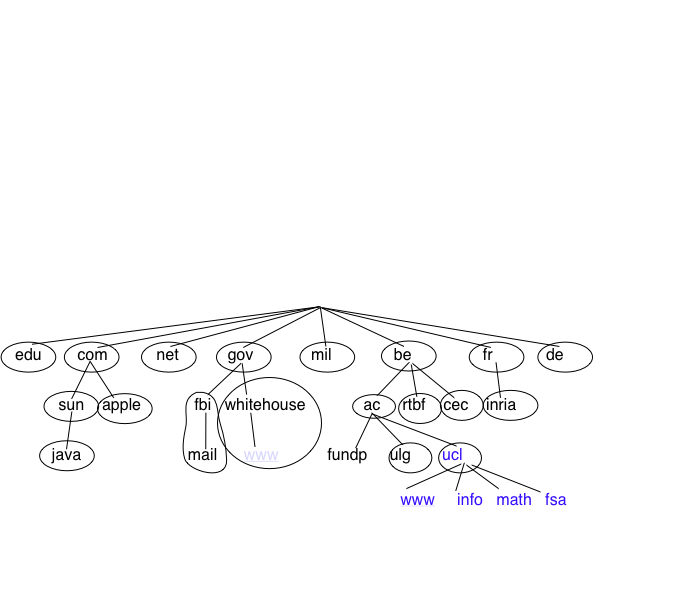 edu com net gov mil be fr de
sun apple fbi whitehouse ac rtbf cec inria
java mail www fundp ulg ucl
www info math fsa